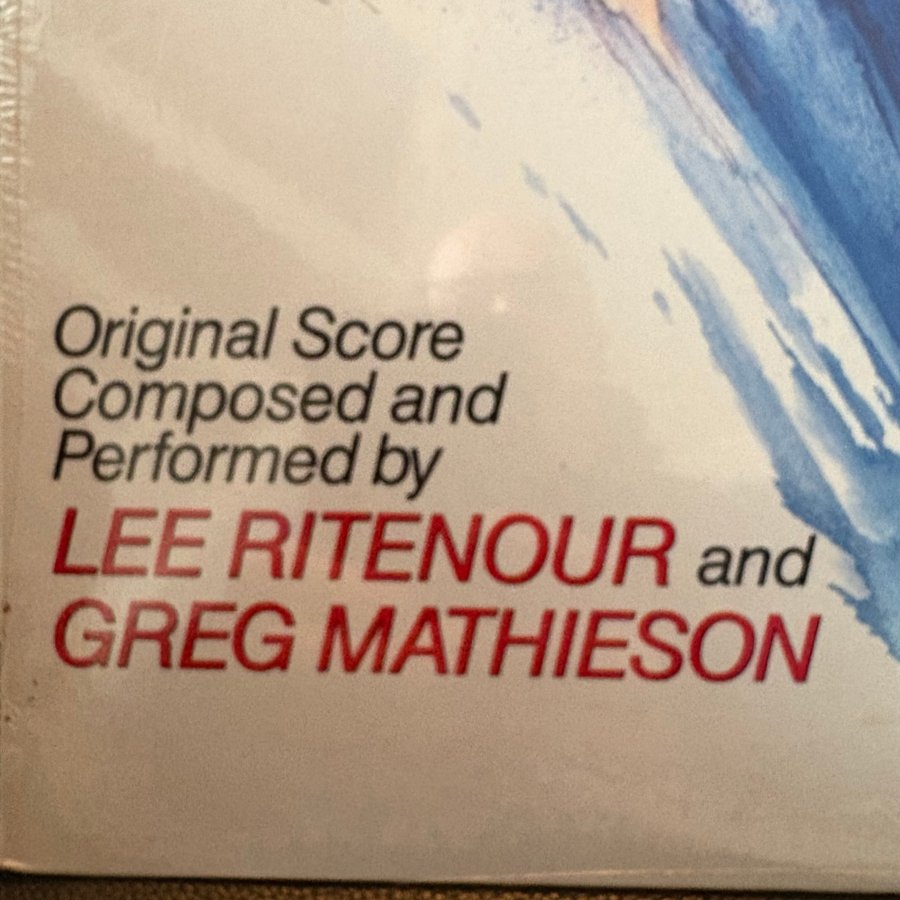 Original Score
Composed and
Performed by
LEE RITENOUR and
GREG MATHIESON